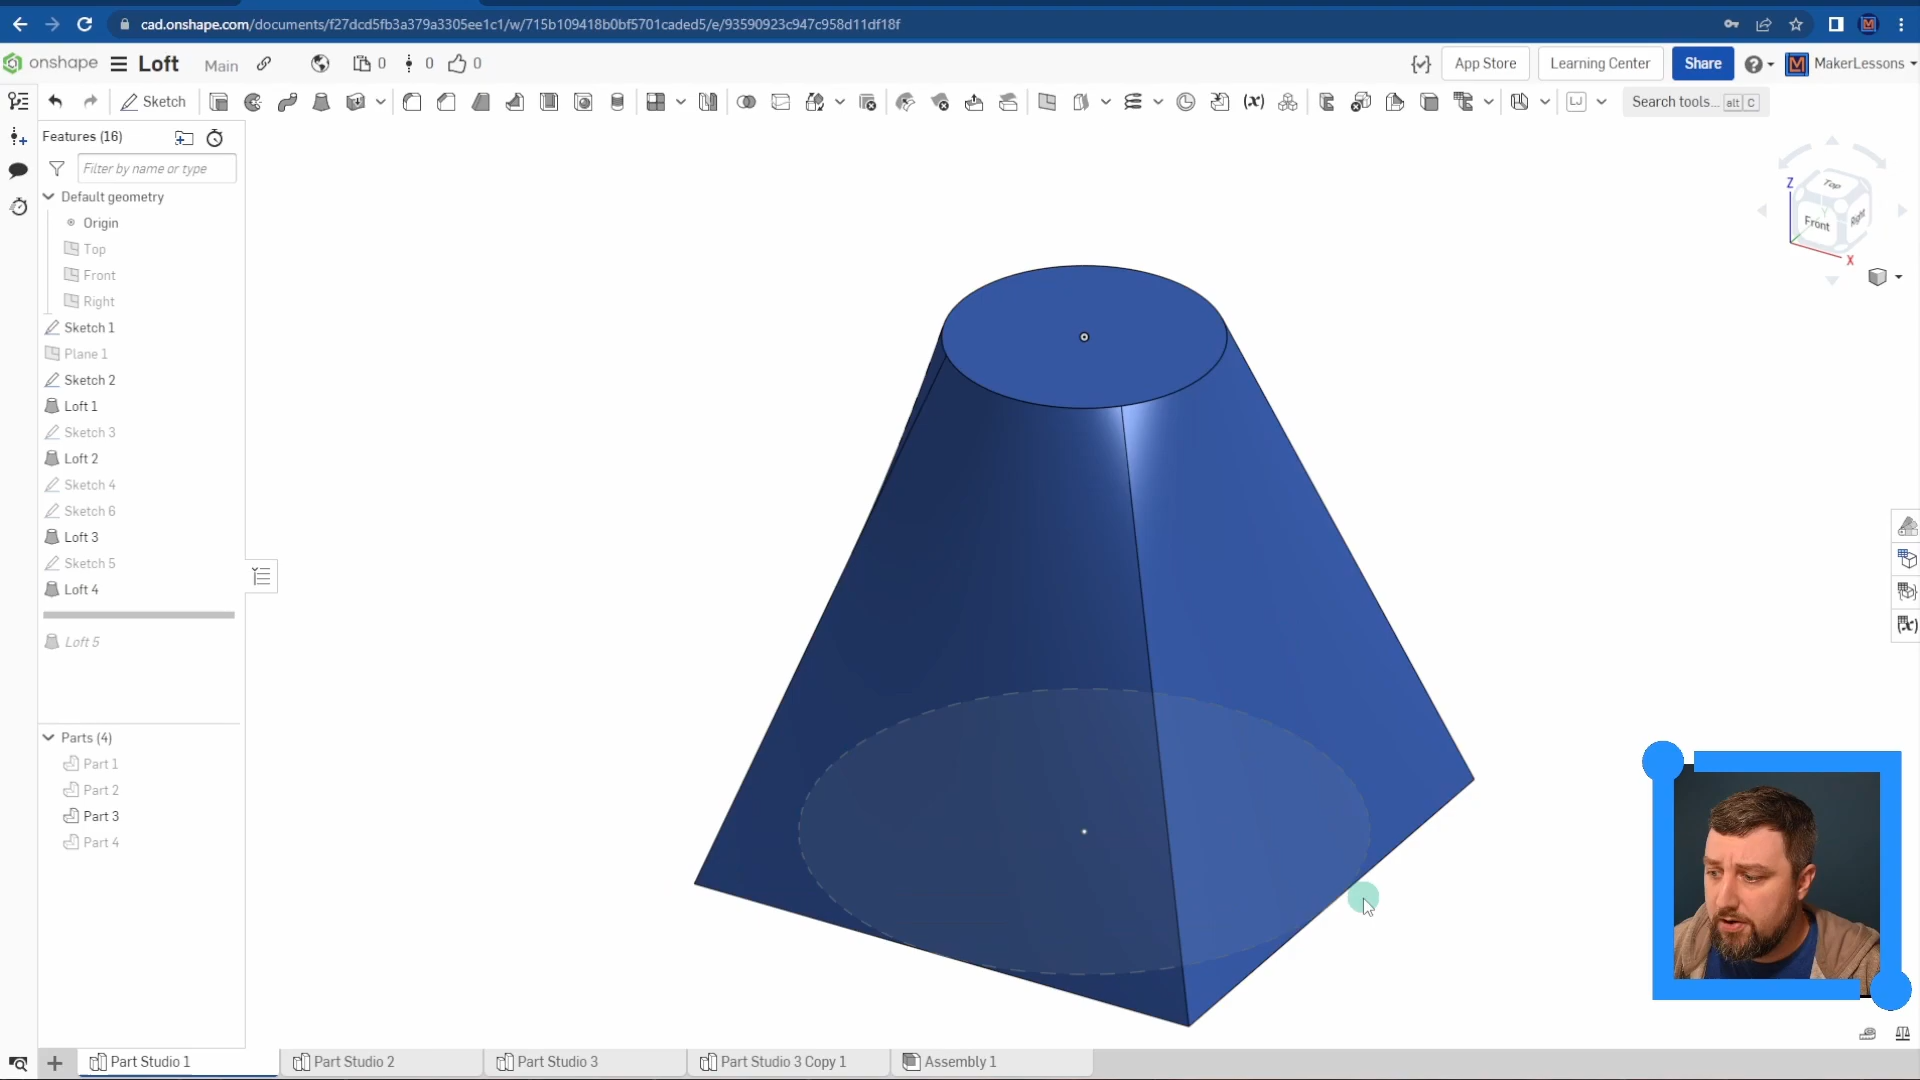 cad.onshape.com/documents/f27dcd5fb3a379a3305ee1c1/w/715b109418b0bf5701caded5/e/93590923c947c958d11df18f
onshape Loft Main 0 0 0 App Store Learning Center Share MakerLessons
Sketch Search tools... alt C
Features (16)
Filter by name or type
Default geometry
Origin
Top
Front
Right
Sketch 1
Plane 1
Sketch 2
Loft 1
Sketch 3
Loft 2
Sketch 4
Sketch 6
Loft 3
Sketch 5
Loft 4
Loft 5
Parts (4)
Part 1
Part 2
Part 3
Part 4
Z
Top
Front
Right
X
Part Studio 1 Part Studio 2 Part Studio 3 Part Studio 3 Copy 1 Assembly 1